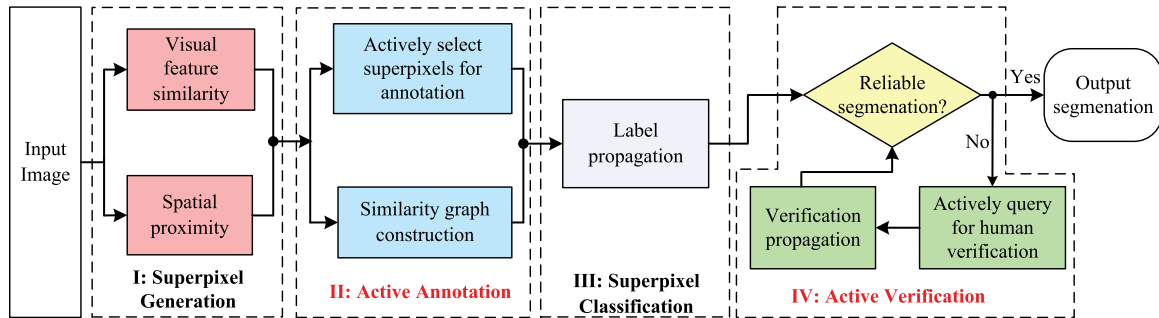 Input
Image
Visual
feature
similarity
Spatial
proximity
I: Superpixel
Generation
Actively select
superpixels for
annotation
Similarity graph
construction
II: Active Annotation
Label
propagation
III: Superpixel
Classification
Reliable
segmenation?
Yes
No
Output
segmenation
Verification
propagation
Actively query
for human
verification
IV: Active Verification